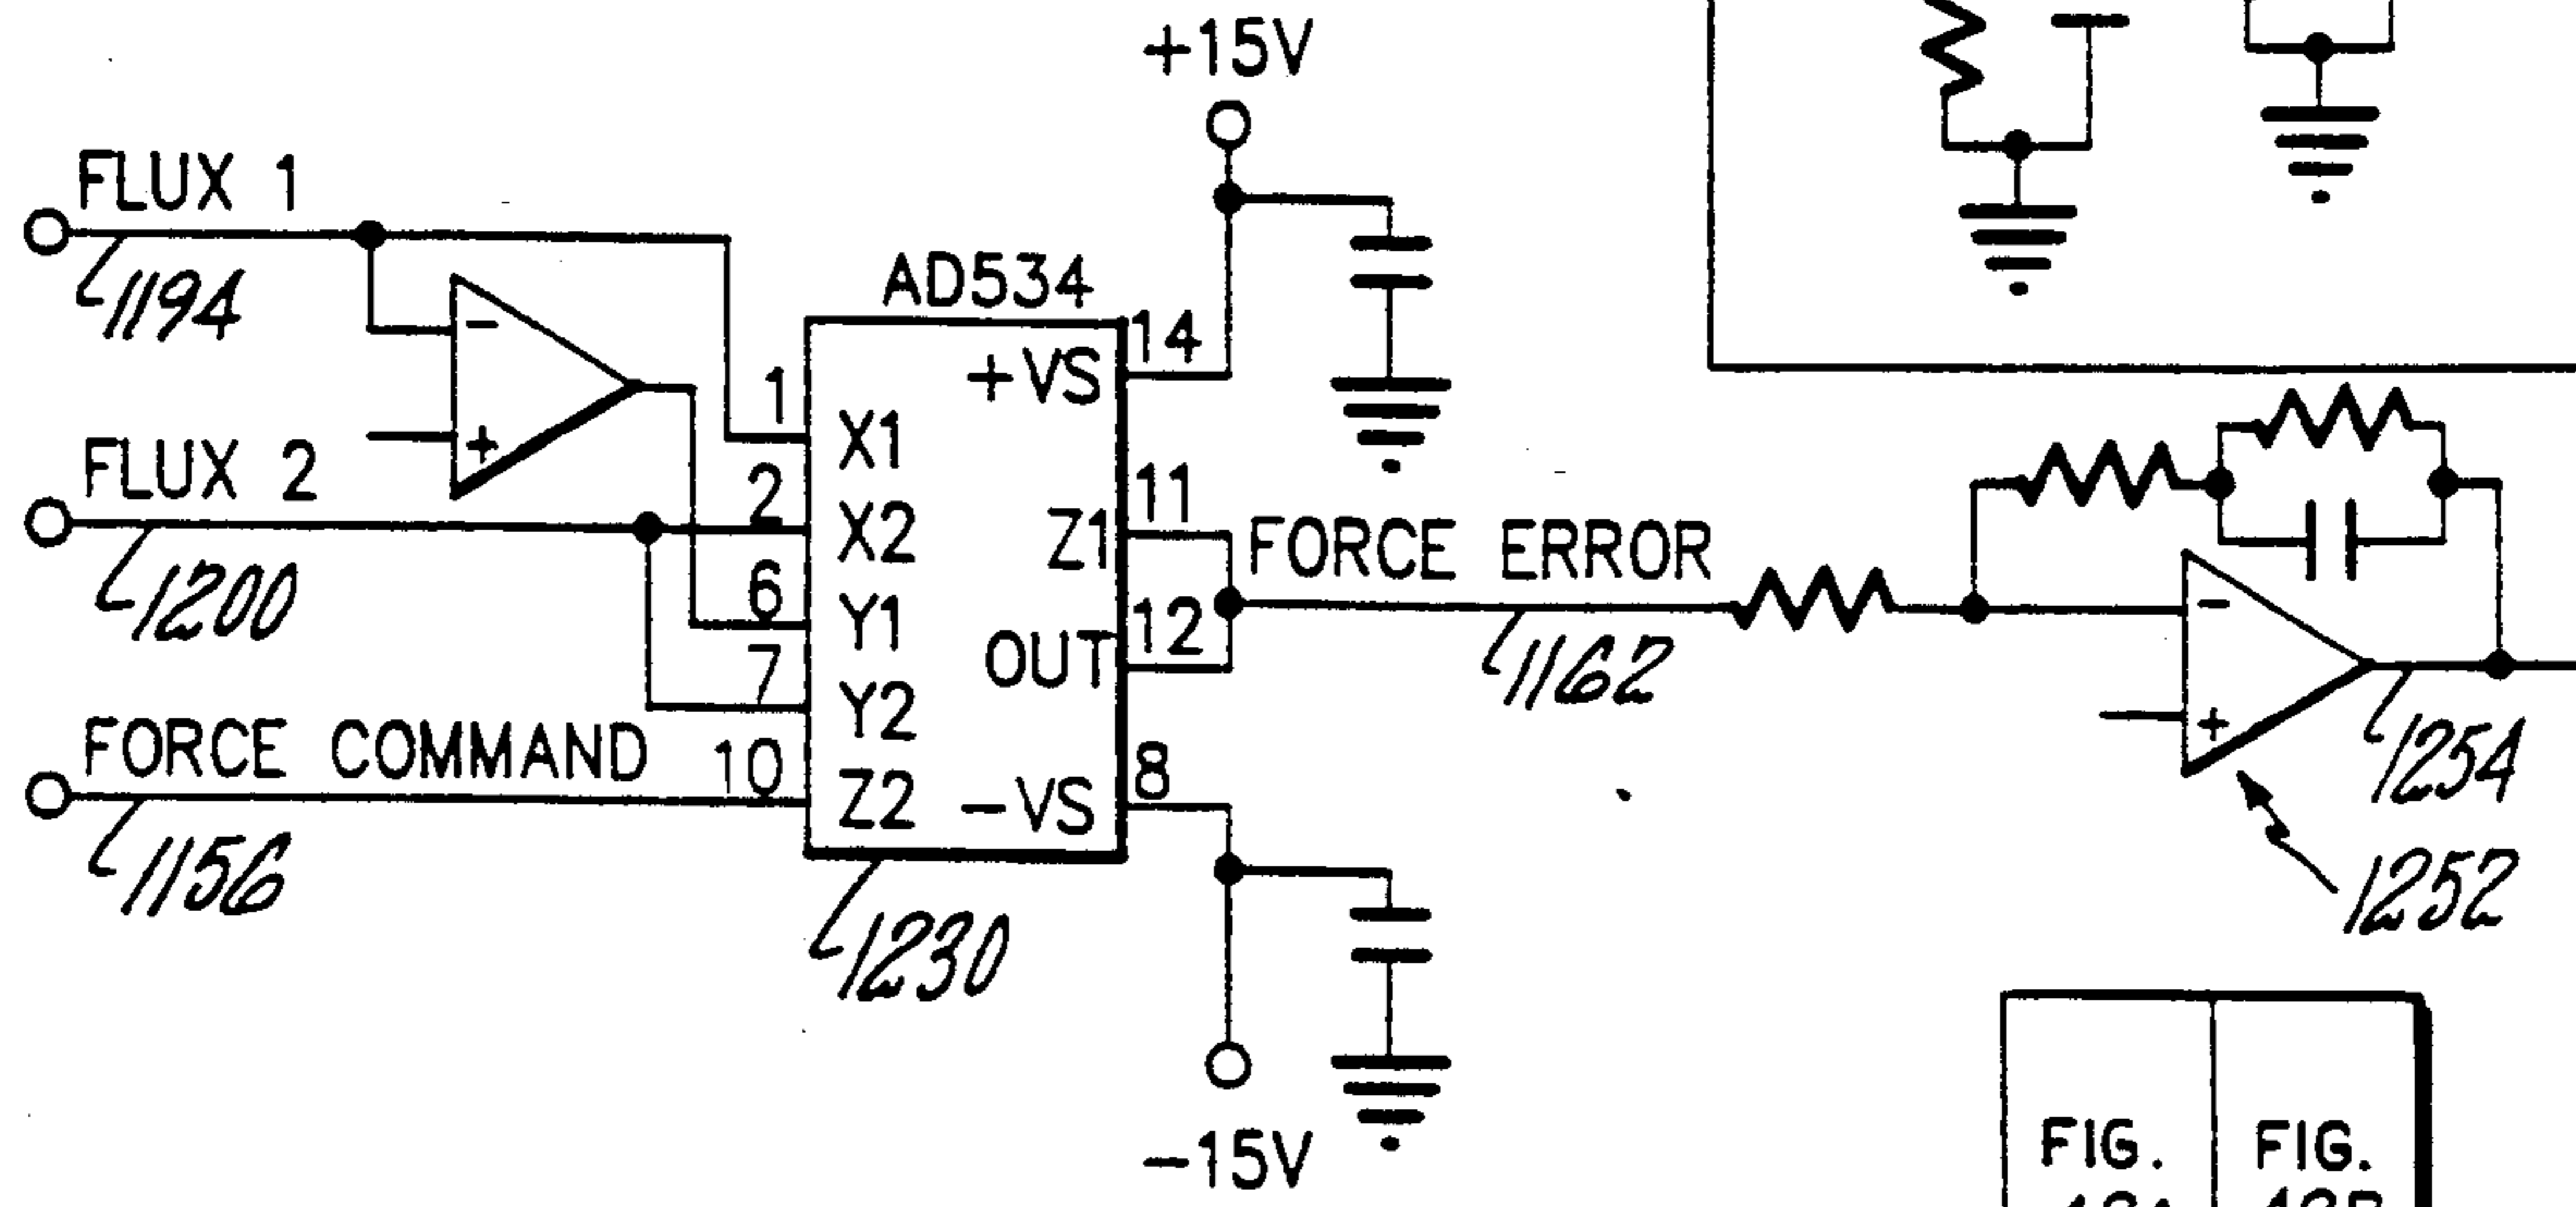 +15V
FLUX 1
1194
AD534
−
+
FLUX 2
1200
FORCE COMMAND
1156
1
2
6
7
10
X1
X2
Y1
Y2
Z2
+VS
Z1
OUT
−VS
14
11
12
8
1230
−15V
FORCE ERROR
1162
−
+
1254
1252
FIG.
FIG.